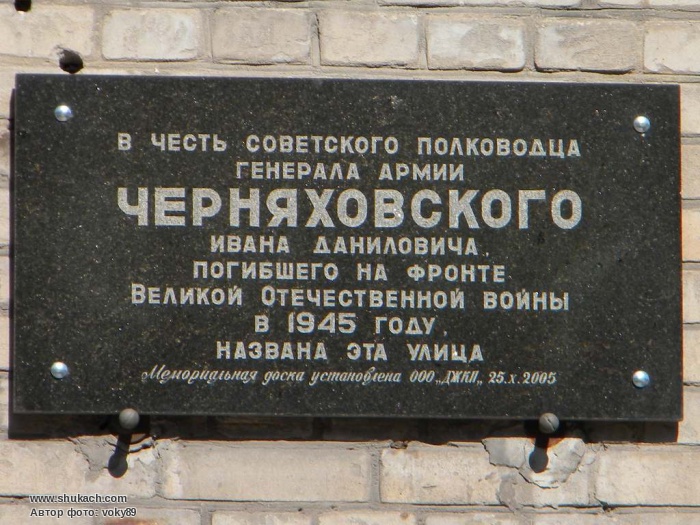 В ЧЕСТЬ СОВЕТСКОГО ПОЛКОВОДЦА
ГЕНЕРАЛА АРМИИ
ЧЕРНЯХОВСКОГО
ИВАНА ДАНИЛОВИЧА,
ПОГИБШЕГО НА ФРОНТЕ
ВЕЛИКОЙ ОТЕЧЕСТВЕННОЙ ВОЙНЫ
В 1945 ГОДУ,
НАЗВАНА ЭТА УЛИЦА
Мемориальная доска установлена ООО „ДЖКП„ 25.х.2005
www.shukach.com
Автор фото: voky89